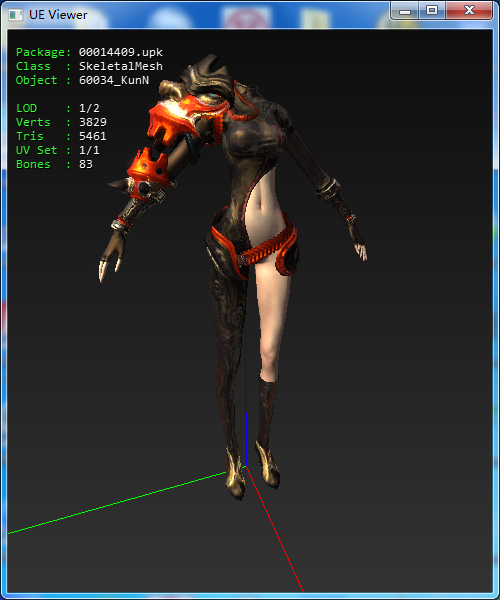 UE Viewer
Package: 00014409.upk
Class : SkeletalMesh
Object : 60034_KunN
LOD : 1/2
Verts : 3829
Tris : 5461
UV Set : 1/1
Bones : 83